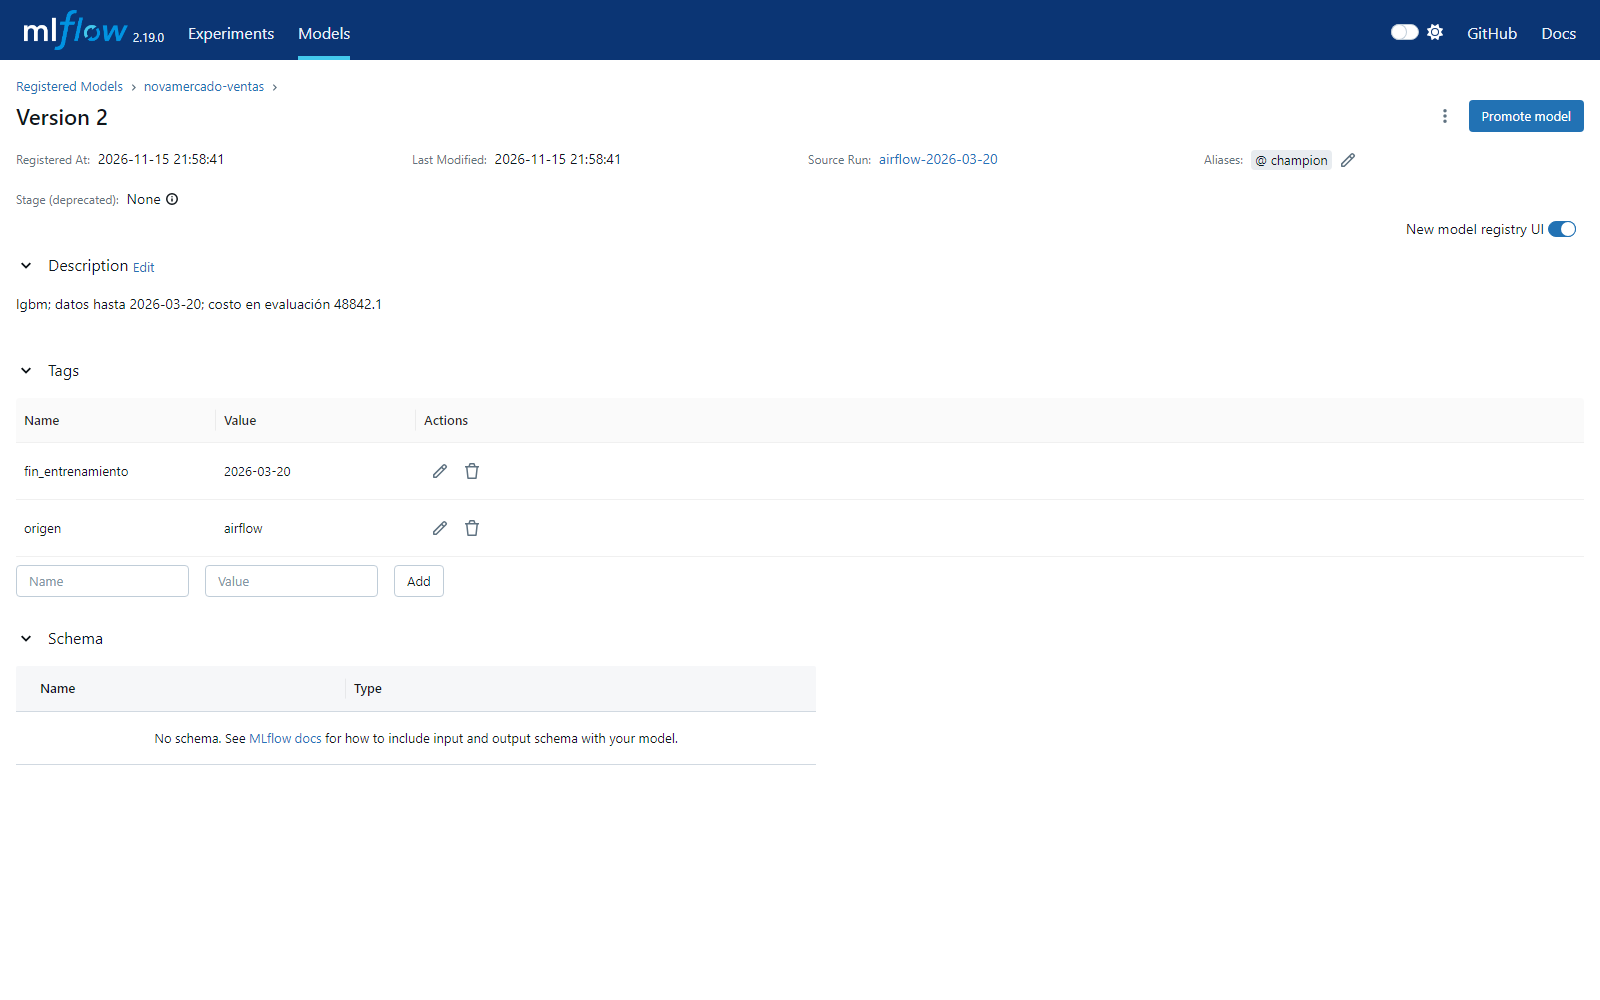 mlflow 2.19.0 Experiments Models GitHub Docs
Registered Models › novamercado-ventas ›
Version 2
Promote model
Registered At: 2026-11-15 21:58:41 Last Modified: 2026-11-15 21:58:41 Source Run: airflow-2026-03-20 Aliases: @ champion
Stage (deprecated): None
New model registry UI
Description Edit
lgbm; datos hasta 2026-03-20; costo en evaluación 48842.1
Tags
Name Value Actions
fin_entrenamiento 2026-03-20
origen airflow
Name Value Add
Schema
Name Type
No schema. See MLflow docs for how to include input and output schema with your model.